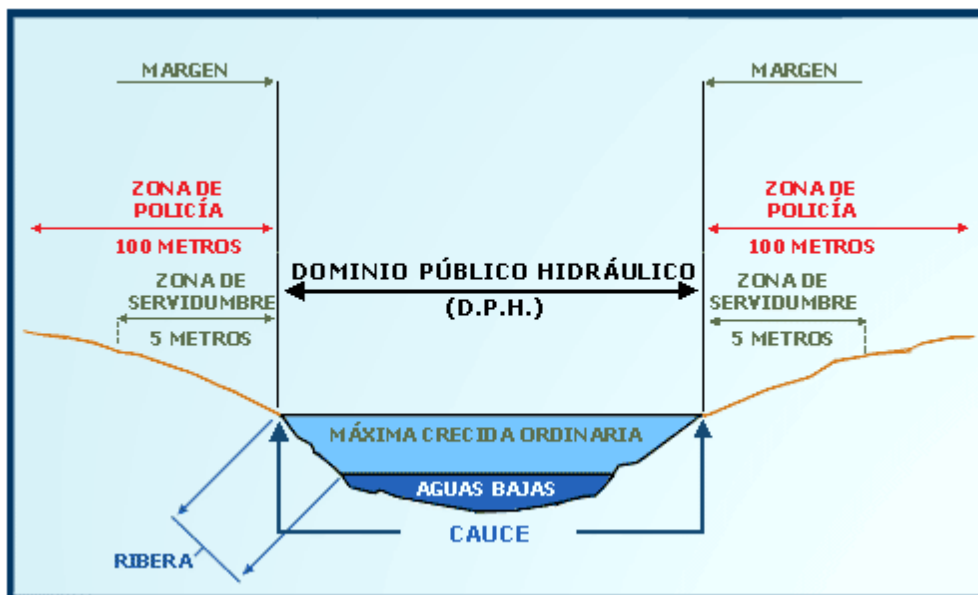 MARGEN
MARGEN
ZONA DE
POLICÍA
100 METROS
ZONA DE
POLICÍA
100 METROS
ZONA DE
SERVIDUMBRE
5 METROS
DOMINIO PÚBLICO HIDRÁULICO
(D.P.H.)
ZONA DE
SERVIDUMBRE
5 METROS
MÁXIMA CRECIDA ORDINARIA
AGUAS BAJAS
CAUCE
RIBERA